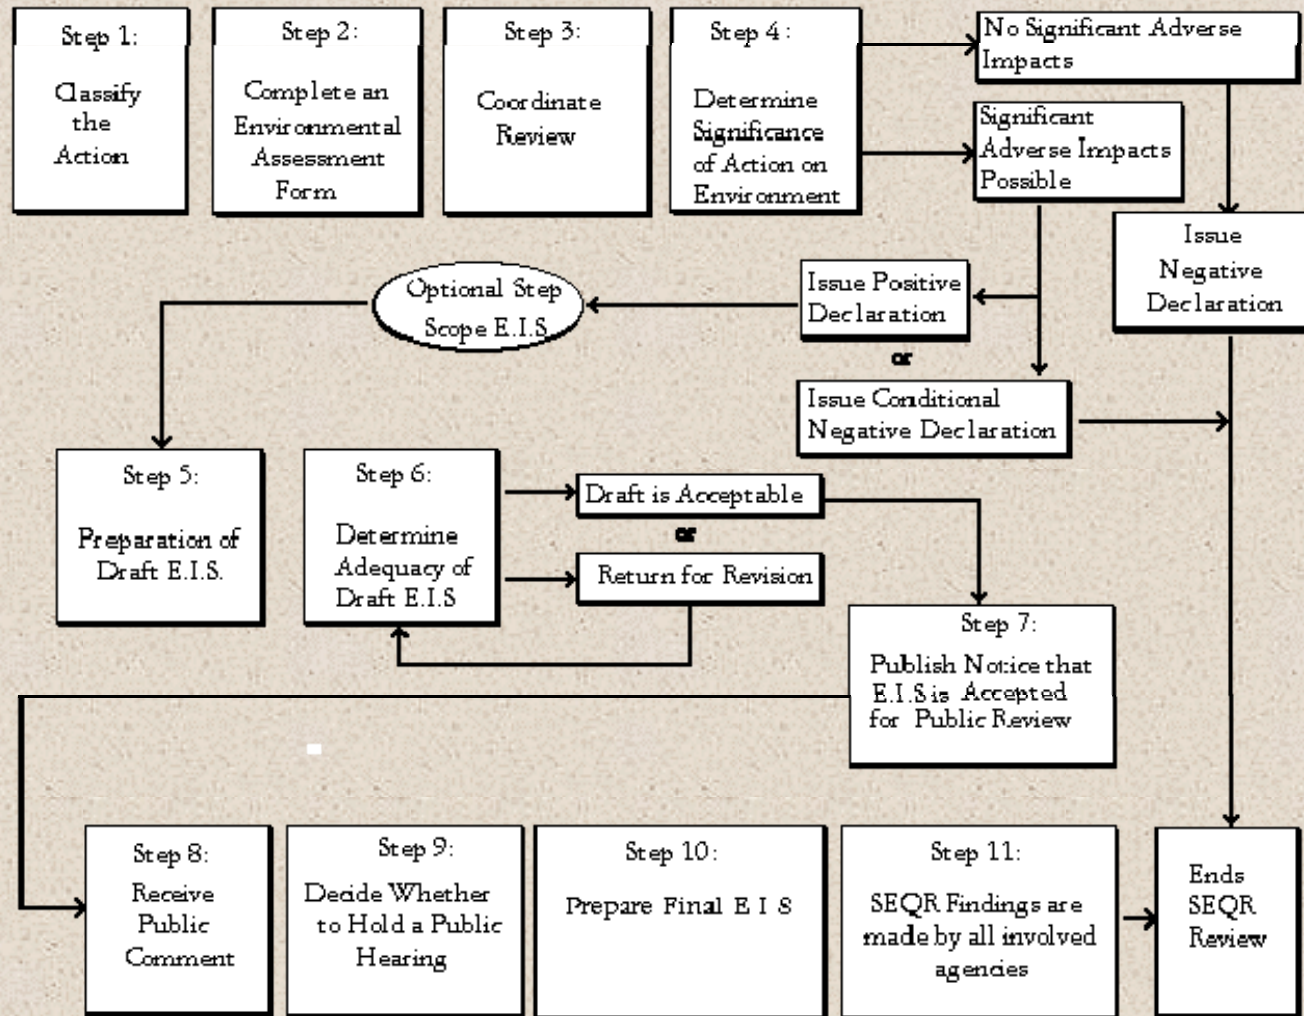 Step 1:
Classify
the
Action
Step 2:
Complete an
Environmental
Assessment
Form
Step 3:
Coordinate
Review
Step 4:
Determine
Significance
of Action on
Environment
No Significant Adverse
Impacts
Significant
Adverse Impacts
Possible
Issue
Negative
Declaration
Issue Positive
Declaration
or
Issue Conditional
Negative Declaration
Optional Step
Scope E.I.S.
Step 5:
Preparation of
Draft E.I.S.
Step 6:
Determine
Adequacy of
Draft E.I.S
Draft is Acceptable
or
Return for Revision
Step 7:
Publish Notice that
E.I.S is Accepted
for Public Review
Step 8:
Receive
Public
Comment
Step 9:
Decide Whether
to Hold a Public
Hearing
Step 10:
Prepare Final E I S
Step 11:
SEQR Findings are
made by all involved
agencies
Ends
SEQR
Review